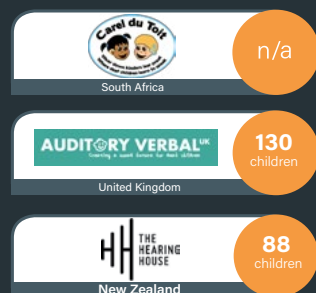 Carel du Toit
n/a
South Africa
AUDITORY VERBAL UK
130
children
United Kingdom
THE
HEARING
HOUSE
88
children
New Zealand